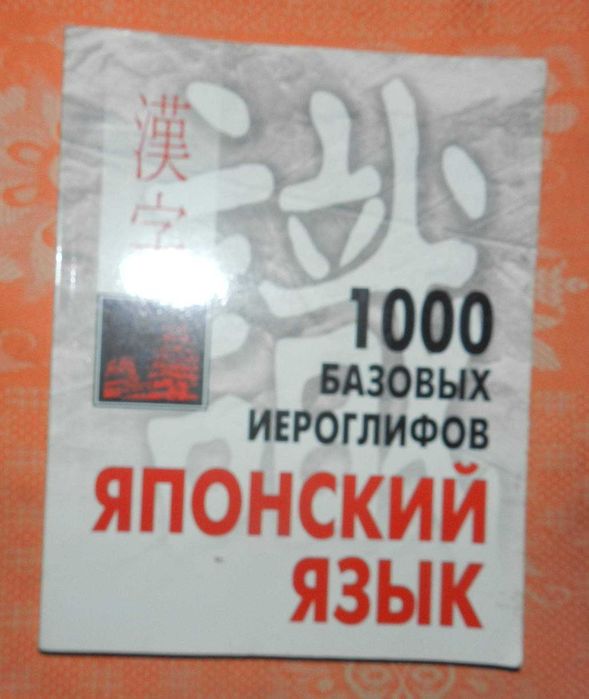 漢字
1000
БАЗОВЫХ
ИЕРОГЛИФОВ
ЯПОНСКИЙ
ЯЗЫК